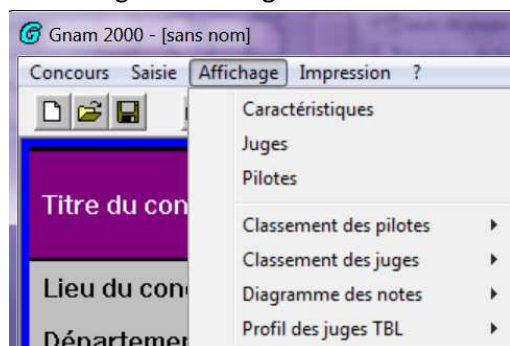 Gnam 2000 - [sans nom]
Concours Saisie Affichage Impression ?
Caractéristiques
Juges
Pilotes
Titre du con
Classement des pilotes
Classement des juges
Lieu du con
Diagramme des notes
Profil des juges TBL
Départemer